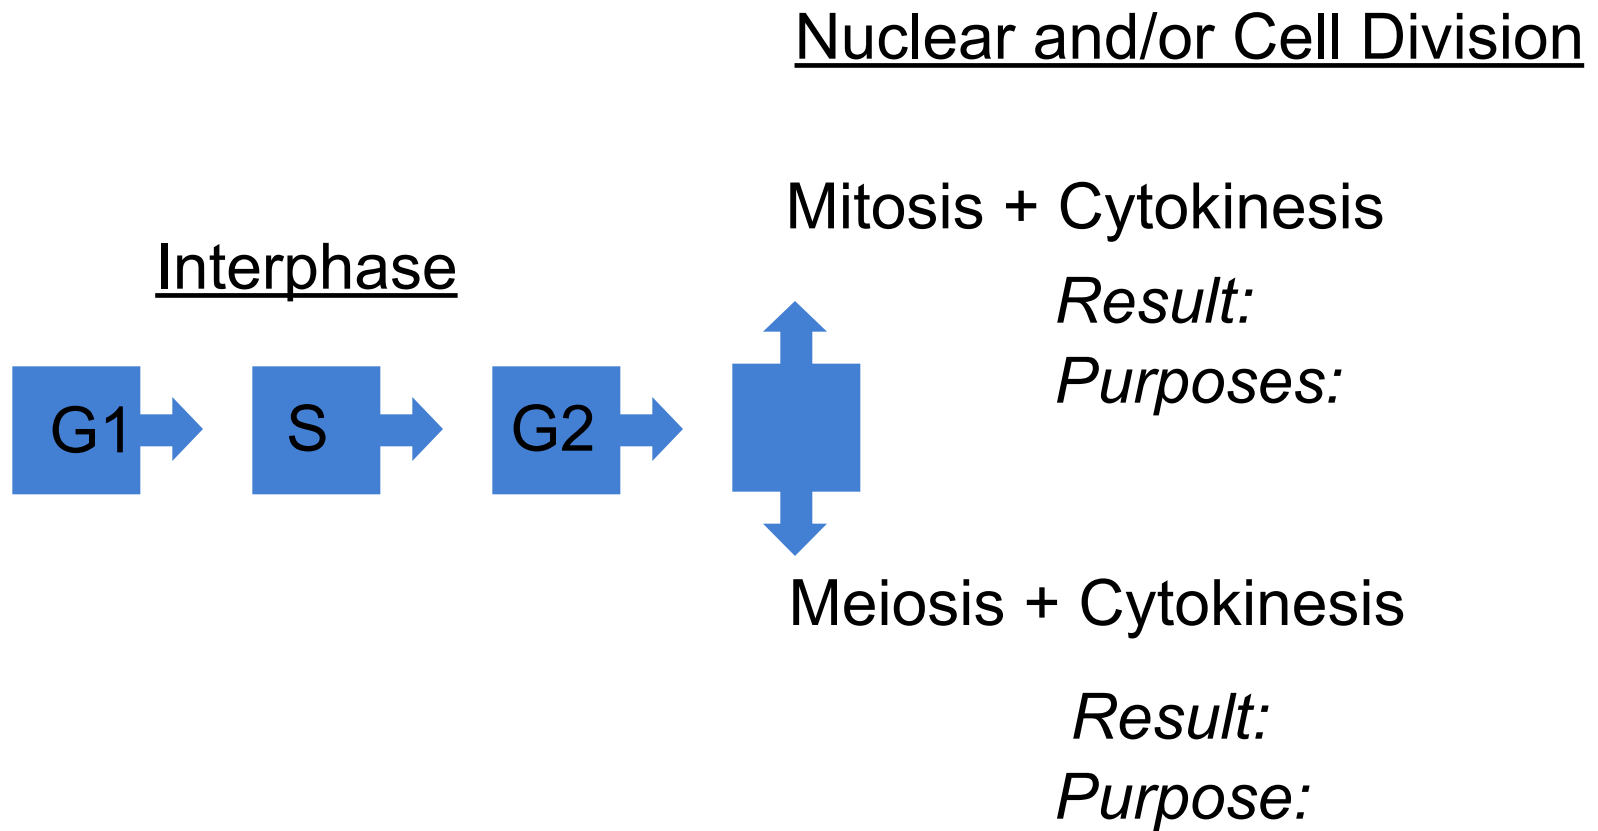 Nuclear and/or Cell Division
Mitosis + Cytokinesis
Interphase
Result:
Purposes:
G1
S
G2
Meiosis + Cytokinesis
Result:
Purpose: